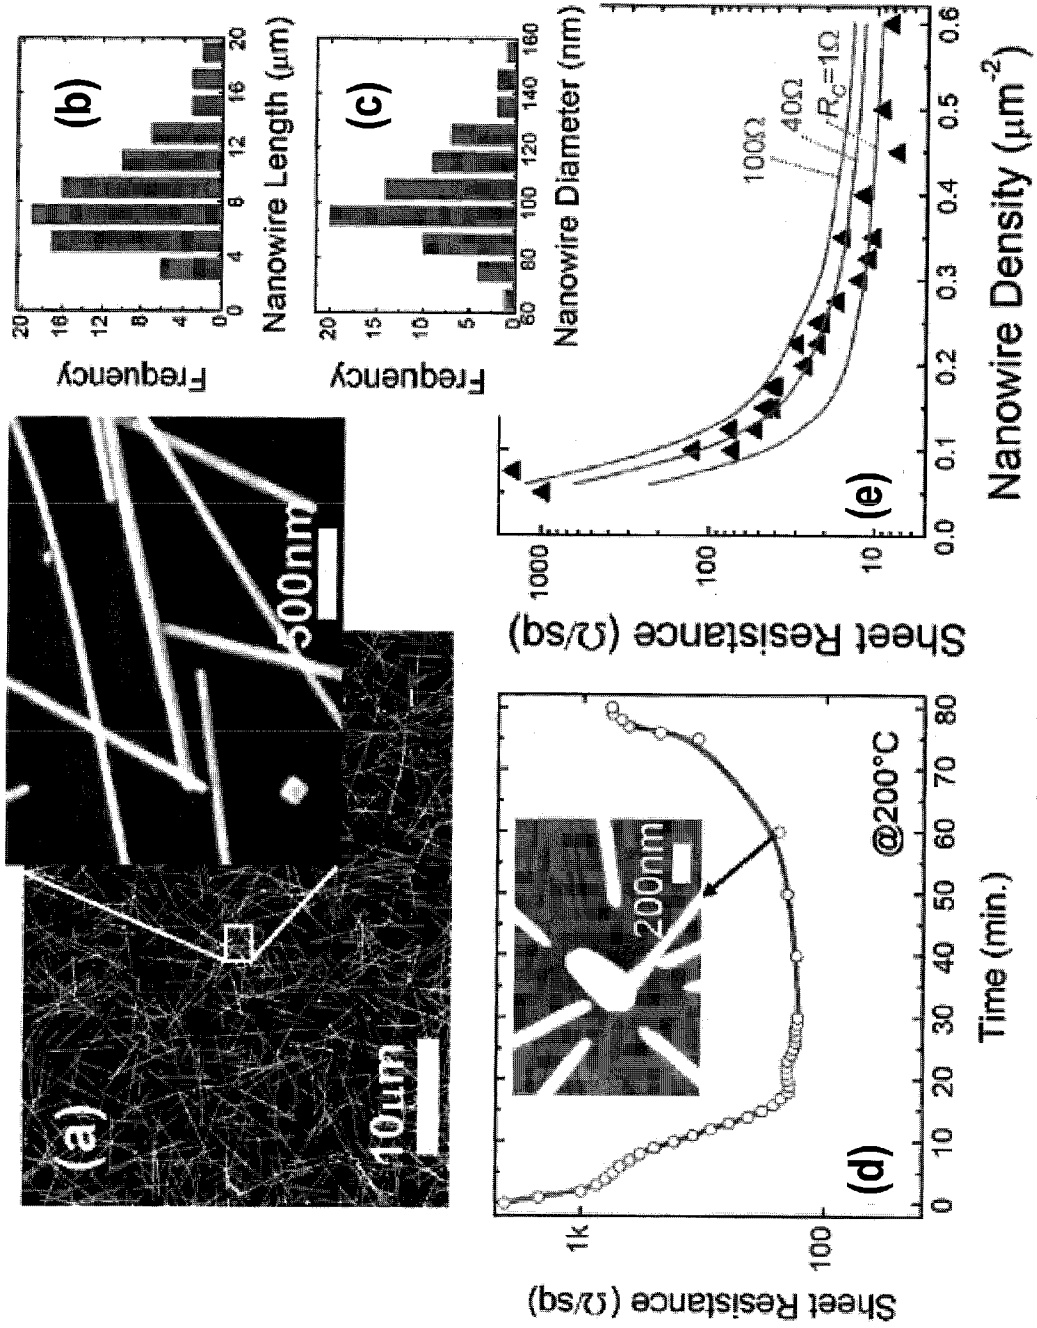 (a)
10μm
500nm
(b)
Frequency
20
16
12
8
4
0
0 4 8 12 16 20
Nanowire Length (μm)
(c)
Frequency
20
15
10
5
0
60 80 100 120 140 160
Nanowire Diameter (nm)
(d)
Sheet Resistance (Ω/sq)
1k
100
200nm
@200°C
0 10 20 30 40 50 60 70 80
Time (min.)
(e)
Sheet Resistance (Ω/sq)
1000
100
10
100Ω
40Ω
R_C=1Ω
0.0 0.1 0.2 0.3 0.4 0.5 0.6
Nanowire Density (μm⁻²)